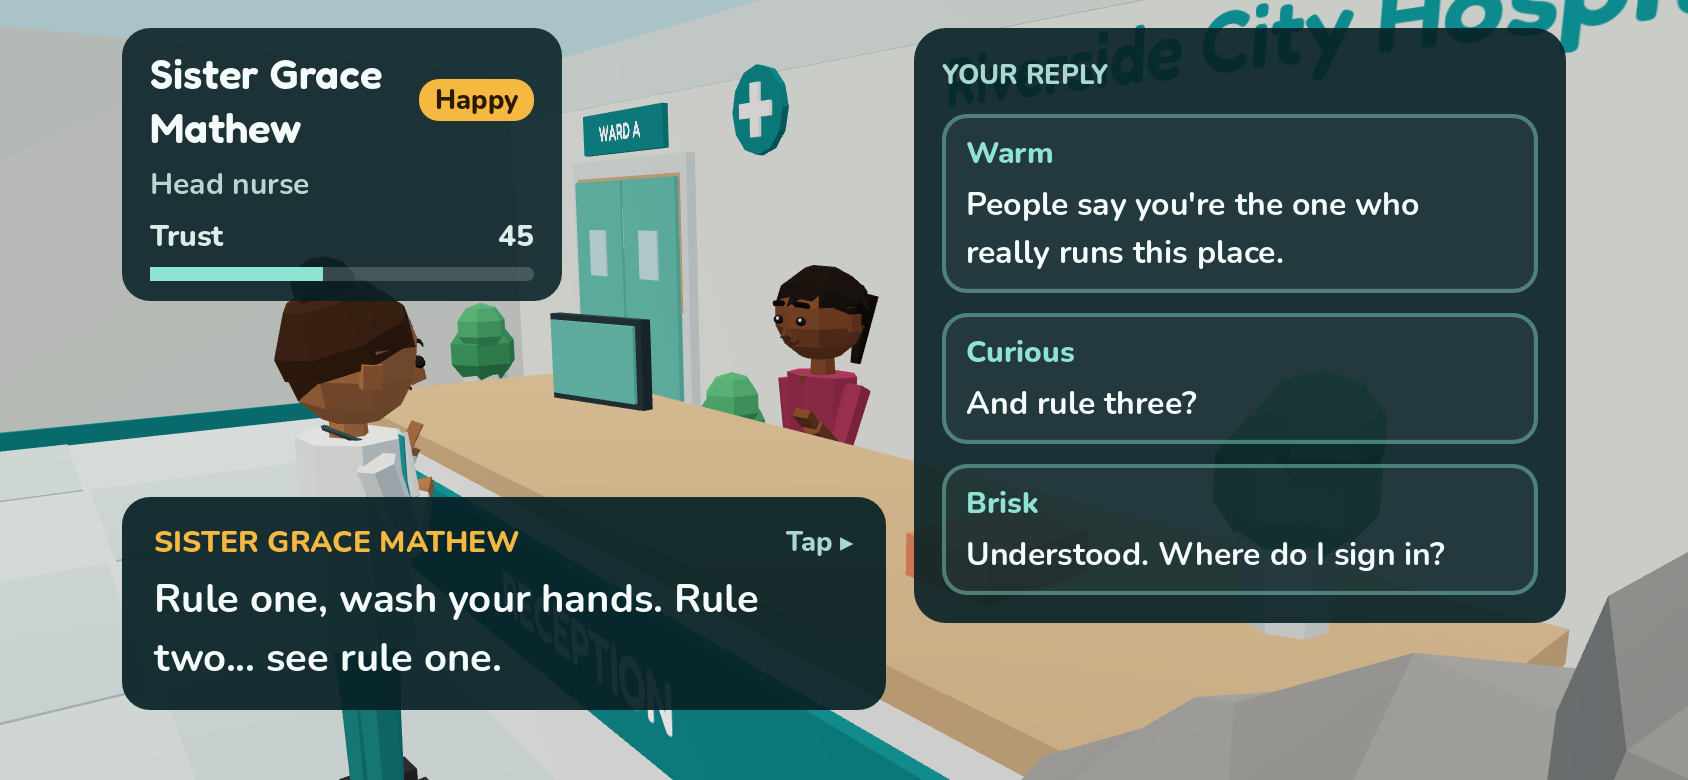 Sister Grace
Mathew
Happy
Head nurse
Trust 45
WARD A
Riverside City Hospi
YOUR REPLY
Warm
People say you're the one who
really runs this place.
Curious
And rule three?
Brisk
Understood. Where do I sign in?
SISTER GRACE MATHEW
Tap ▸
Rule one, wash your hands. Rule
two... see rule one.
RECEPTION